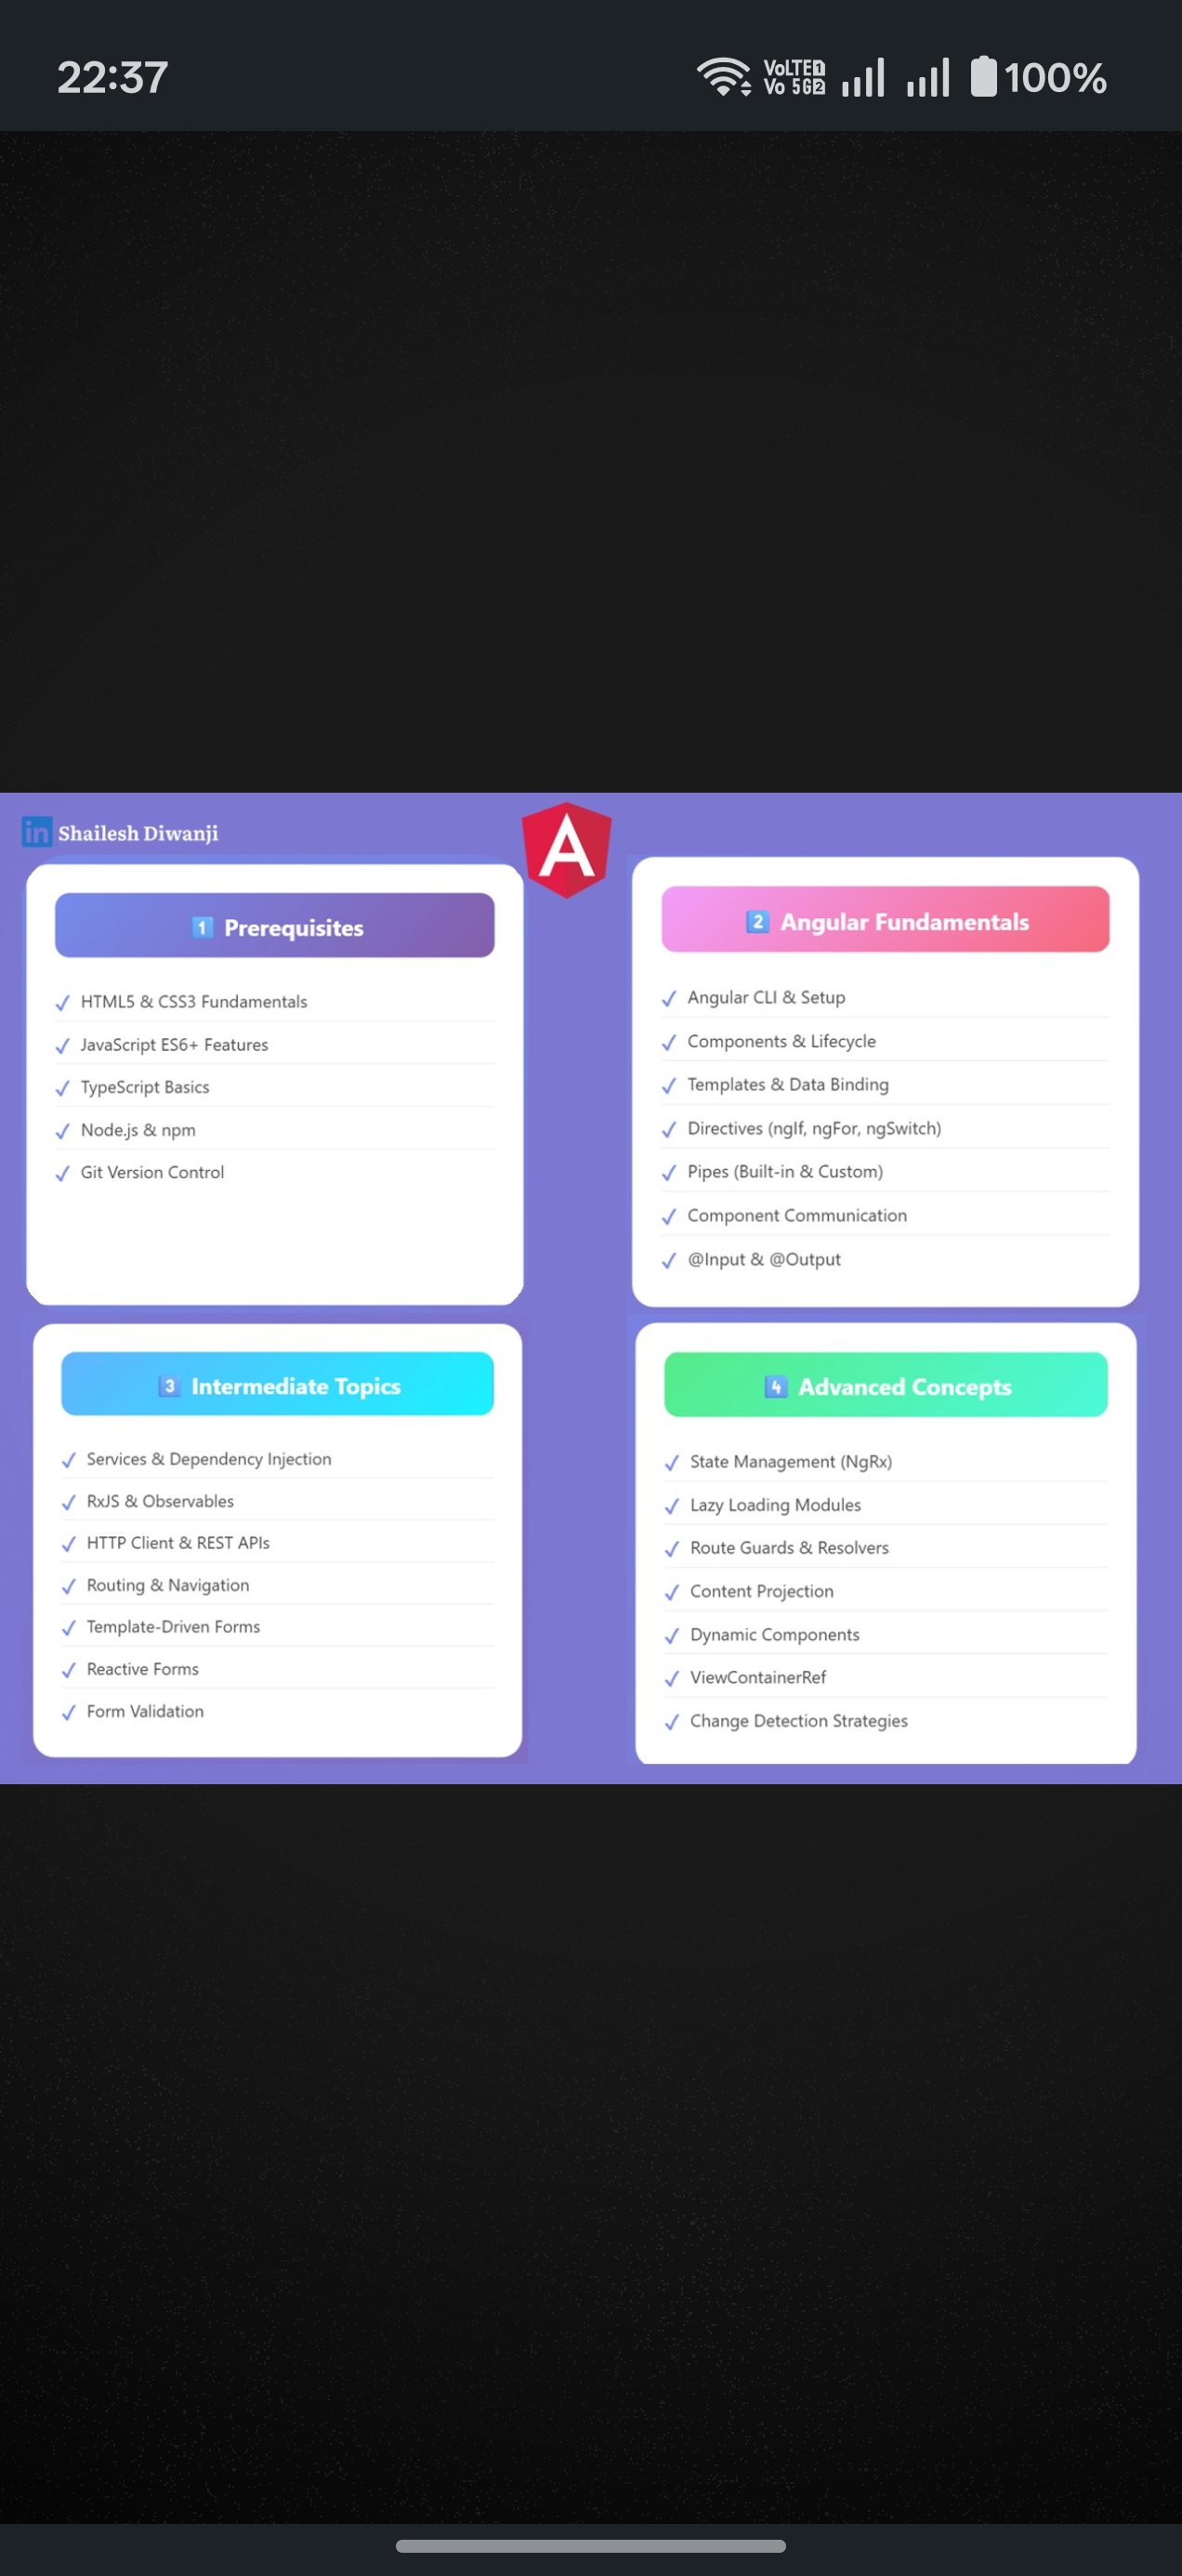 22:37
VoLTE1
Vo 5G2
100%
in Shailesh Diwanji
A
1 Prerequisites
✓ HTML5 & CSS3 Fundamentals
✓ JavaScript ES6+ Features
✓ TypeScript Basics
✓ Node.js & npm
✓ Git Version Control
2 Angular Fundamentals
✓ Angular CLI & Setup
✓ Components & Lifecycle
✓ Templates & Data Binding
✓ Directives (ngIf, ngFor, ngSwitch)
✓ Pipes (Built-in & Custom)
✓ Component Communication
✓ @Input & @Output
3 Intermediate Topics
✓ Services & Dependency Injection
✓ RxJS & Observables
✓ HTTP Client & REST APIs
✓ Routing & Navigation
✓ Template-Driven Forms
✓ Reactive Forms
✓ Form Validation
4 Advanced Concepts
✓ State Management (NgRx)
✓ Lazy Loading Modules
✓ Route Guards & Resolvers
✓ Content Projection
✓ Dynamic Components
✓ ViewContainerRef
✓ Change Detection Strategies